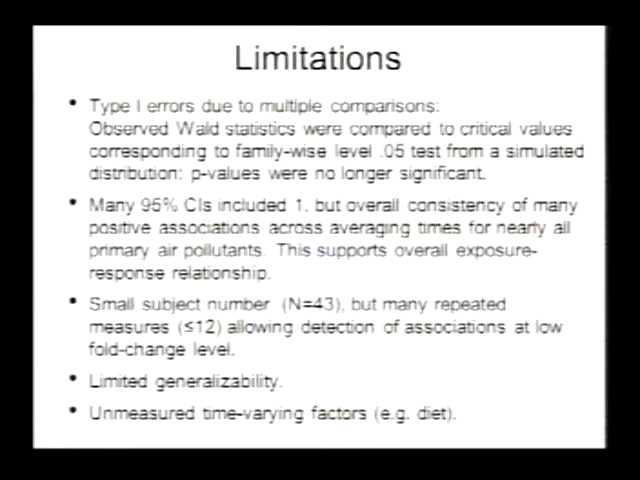 Limitations
• Type I errors due to multiple comparisons:
Observed Wald statistics were compared to critical values
corresponding to family-wise level .05 test from a simulated
distribution: p-values were no longer significant.
• Many 95% CIs included 1, but overall consistency of many
positive associations across averaging times for nearly all
primary air pollutants. This supports overall exposure-
response relationship.
• Small subject number (N=43), but many repeated
measures (≤12) allowing detection of associations at low
fold-change level.
• Limited generalizability.
• Unmeasured time-varying factors (e.g. diet).